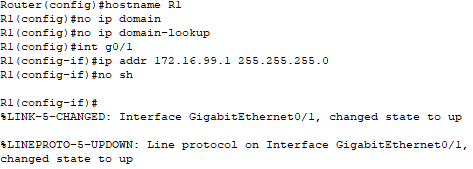 Router(config)#hostname R1
R1(config)#no ip domain
R1(config)#no ip domain-lookup
R1(config)#int g0/1
R1(config-if)#ip addr 172.16.99.1 255.255.255.0
R1(config-if)#no sh
R1(config-if)#
%LINK-5-CHANGED: Interface GigabitEthernet0/1, changed state to up
%LINEPROTO-5-UPDOWN: Line protocol on Interface GigabitEthernet0/1,
changed state to up